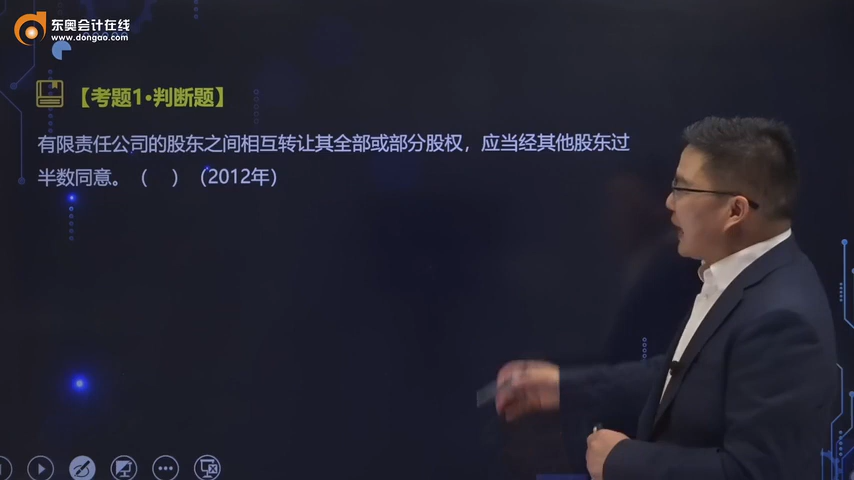 东奥会计在线
www.dongao.com
【考题1•判断题】
有限责任公司的股东之间相互转让其全部或部分股权，应当经其他股东过
半数同意。（　）（2012年）